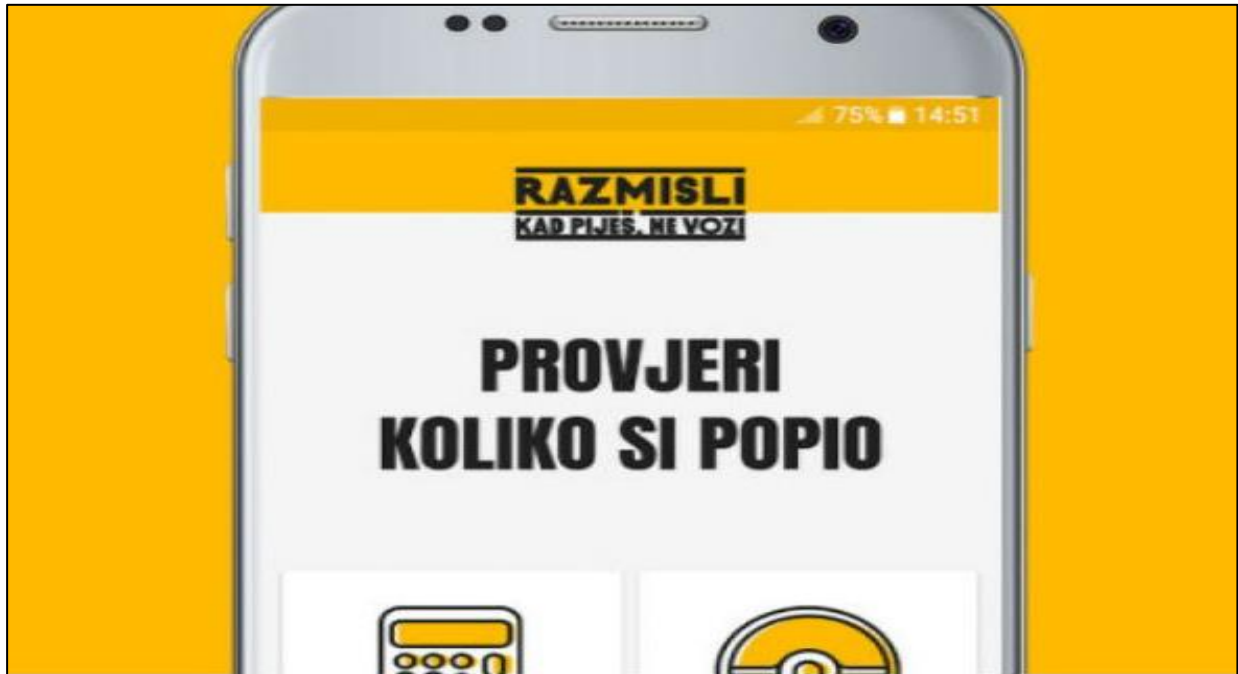 75% 14:51
RAZMISLI
KAD PIJEŠ, NE VOZI
PROVJERI
KOLIKO SI POPIO